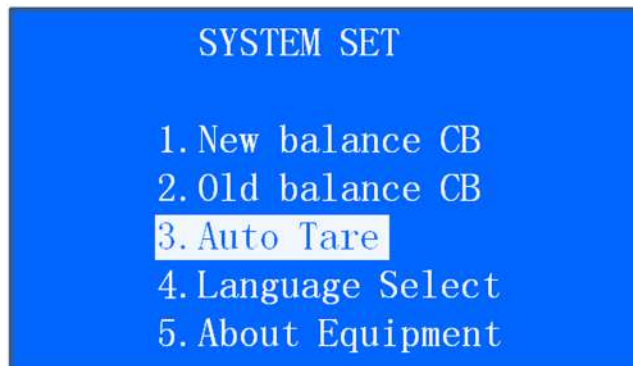 SYSTEM SET
1. New balance CB
2. Old balance CB
3. Auto Tare
4. Language Select
5. About Equipment